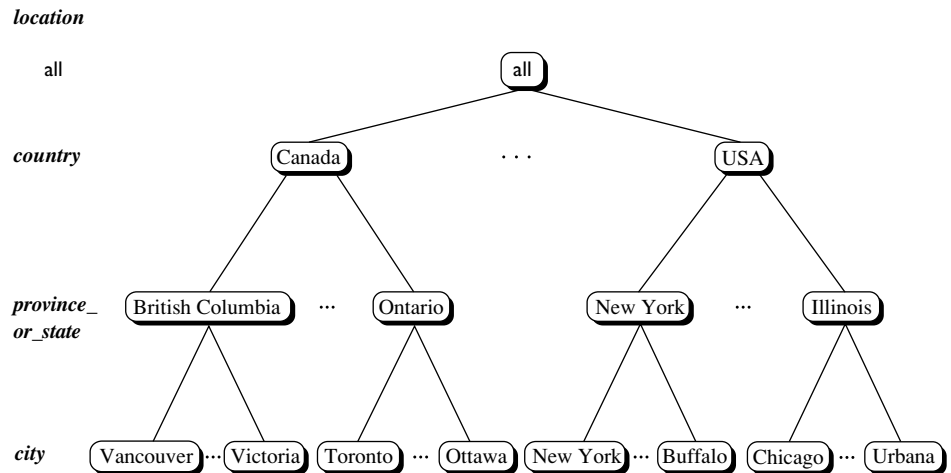 location
all all
country Canada . . . USA
province_ British Columbia ... Ontario New York ... Illinois
or_state
city Vancouver ... Victoria Toronto ... Ottawa New York ... Buffalo Chicago ... Urbana